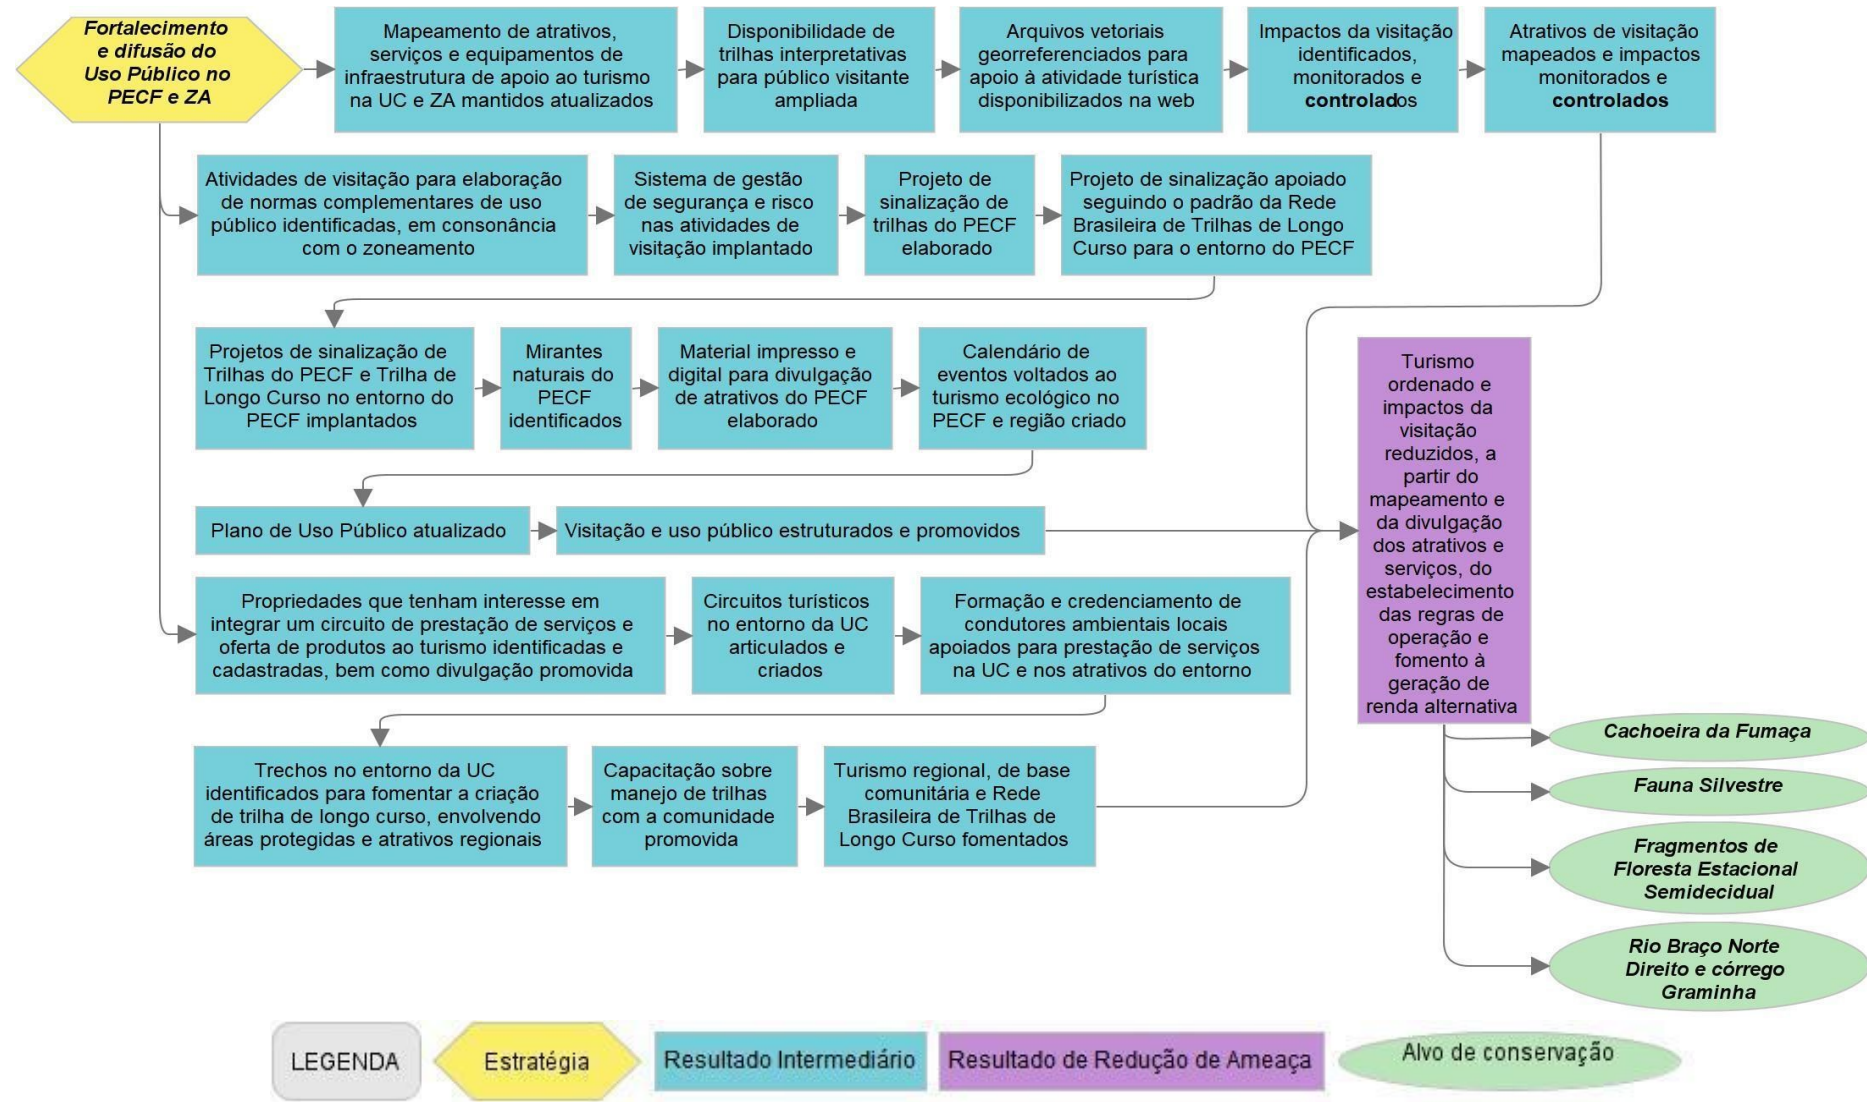 Fortalecimento
e difusão do
Uso Público no
PECF e ZA
Mapeamento de atrativos,
serviços e equipamentos de
infraestrutura de apoio ao turismo
na UC e ZA mantidos atualizados
Disponibilidade de
trilhas interpretativas
para público visitante
ampliada
Arquivos vetoriais
georreferenciados para
apoio à atividade turística
disponibilizados na web
Impactos da visitação
identificados,
monitorados e
controlados
Atrativos de visitação
mapeados e impactos
monitorados e
controlados
Atividades de visitação para elaboração
de normas complementares de uso
público identificadas, em consonância
com o zoneamento
Sistema de gestão
de segurança e risco
nas atividades de
visitação implantado
Projeto de
sinalização de
trilhas do PECF
elaborado
Projeto de sinalização apoiado
seguindo o padrão da Rede
Brasileira de Trilhas de Longo
Curso para o entorno do PECF
Projetos de sinalização de
Trilhas do PECF e Trilha de
Longo Curso no entorno do
PECF implantados
Mirantes
naturais do
PECF
identificados
Material impresso e
digital para divulgação
de atrativos do PECF
elaborado
Calendário de
eventos voltados ao
turismo ecológico no
PECF e região criado
Plano de Uso Público atualizado
Visitação e uso público estruturados e promovidos
Propriedades que tenham interesse em
integrar um circuito de prestação de serviços e
oferta de produtos ao turismo identificadas e
cadastradas, bem como divulgação promovida
Circuitos turísticos
no entorno da UC
articulados e
criados
Formação e credenciamento de
condutores ambientais locais
apoiados para prestação de serviços
na UC e nos atrativos do entorno
Trechos no entorno da UC
identificados para fomentar a criação
de trilha de longo curso, envolvendo
áreas protegidas e atrativos regionais
Capacitação sobre
manejo de trilhas
com a comunidade
promovida
Turismo regional, de base
comunitária e Rede
Brasileira de Trilhas de
Longo Curso fomentados
Turismo
ordenado e
impactos da
visitação
reduzidos, a
partir do
mapeamento e
da divulgação
dos atrativos e
serviços, do
estabelecimento
das regras de
operação e
fomento à
geração de
renda alternativa
Cachoeira da Fumaça
Fauna Silvestre
Fragmentos de
Floresta Estacional
Semidecidual
Rio Braço Norte
Direito e córrego
Graminha
LEGENDA
Estratégia
Resultado Intermediário
Resultado de Redução de Ameaça
Alvo de conservação